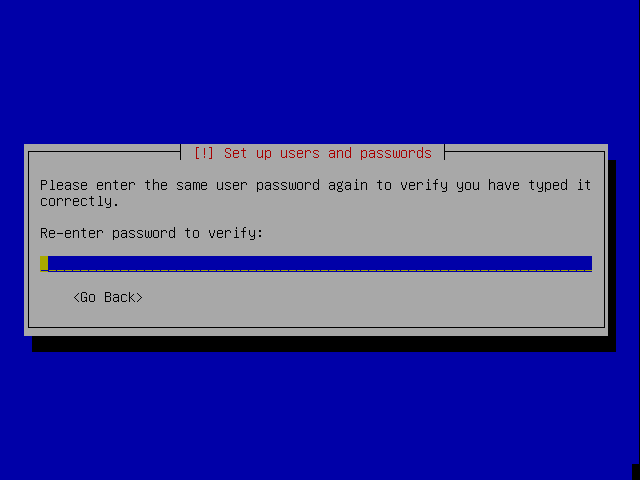 [!] Set up users and passwords
Please enter the same user password again to verify you have typed it
correctly.
Re-enter password to verify:
<Go Back>